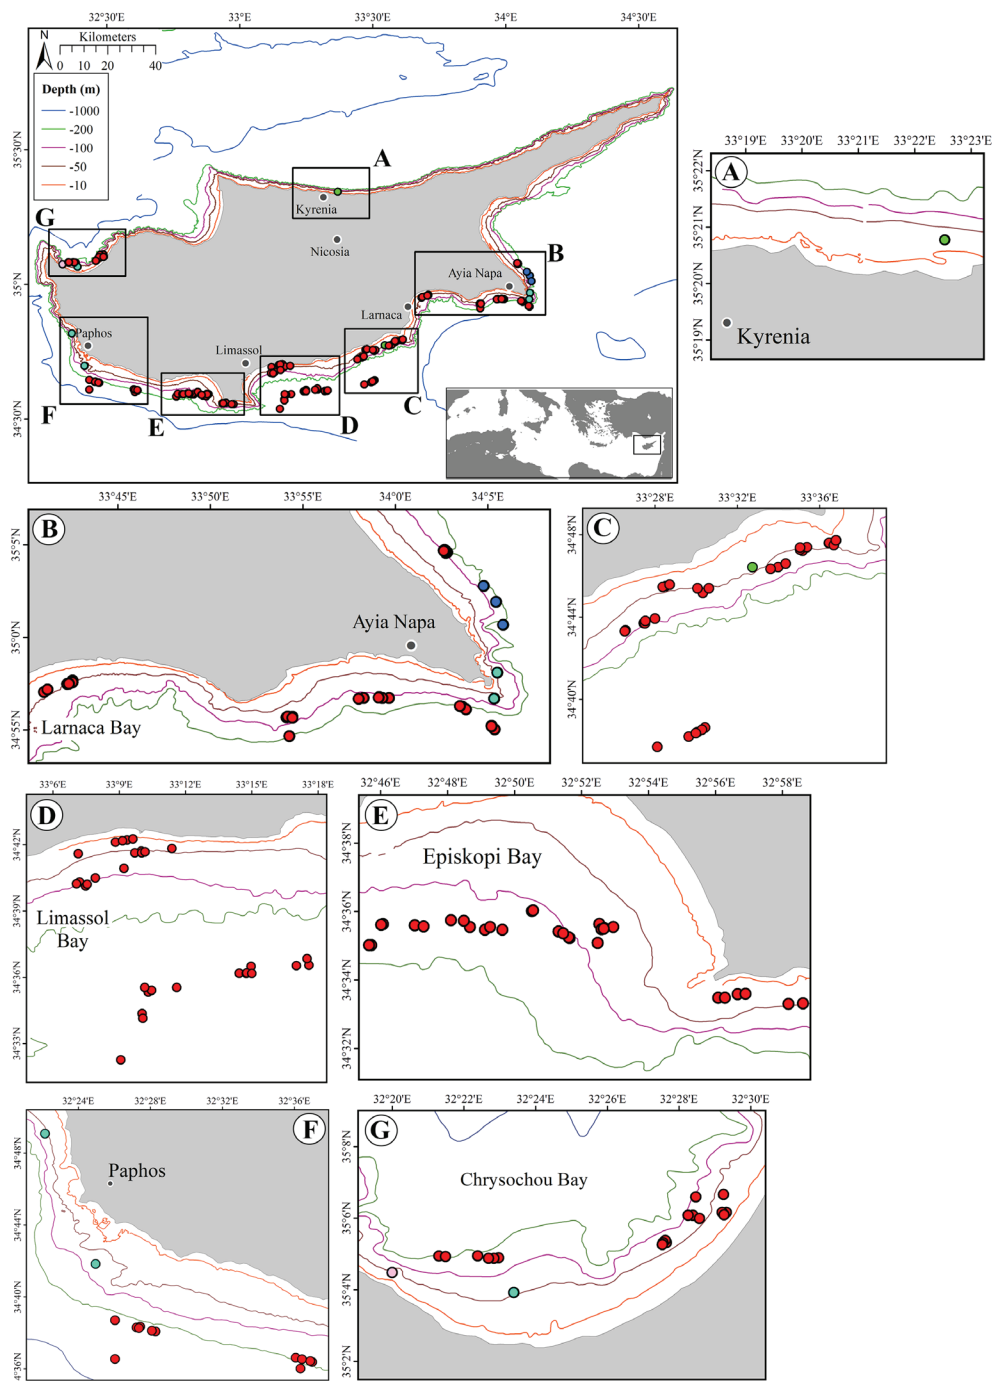 32°30'E 33°E 33°30'E 34°E 34°30'E
N
Kilometers
0 10 20 40
Depth (m)
-1000
-200
-100
-50
-10
35°30'N
35°N
34°30'N
A
Kyrenia
Nicosia
G
B
Ayia Napa
Larnaca
Paphos
Limassol
F
E
D
C
33°19'E 33°20'E 33°21'E 33°22'E 33°23'E
A
35°22'N
35°21'N
35°20'N
35°19'N
Kyrenia
33°45'E 33°50'E 33°55'E 34°0'E 34°5'E
B
35°5'N
35°0'N
34°55'N
Ayia Napa
Larnaca Bay
33°28'E 33°32'E 33°36'E
C
34°48'N
34°44'N
34°40'N
33°6'E 33°9'E 33°12'E 33°15'E 33°18'E
D
34°42'N
34°39'N
34°36'N
34°33'N
Limassol
Bay
32°46'E 32°48'E 32°50'E 32°52'E 32°54'E 32°56'E 32°58'E
E
34°38'N
34°36'N
34°34'N
34°32'N
Episkopi Bay
32°24'E 32°28'E 32°32'E 32°36'E
F
34°48'N
34°44'N
34°40'N
4°36'N
Paphos
32°20'E 32°22'E 32°24'E 32°26'E 32°28'E 32°30'E
G
35°8'N
35°6'N
35°4'N
35°2'N
Chrysochou Bay